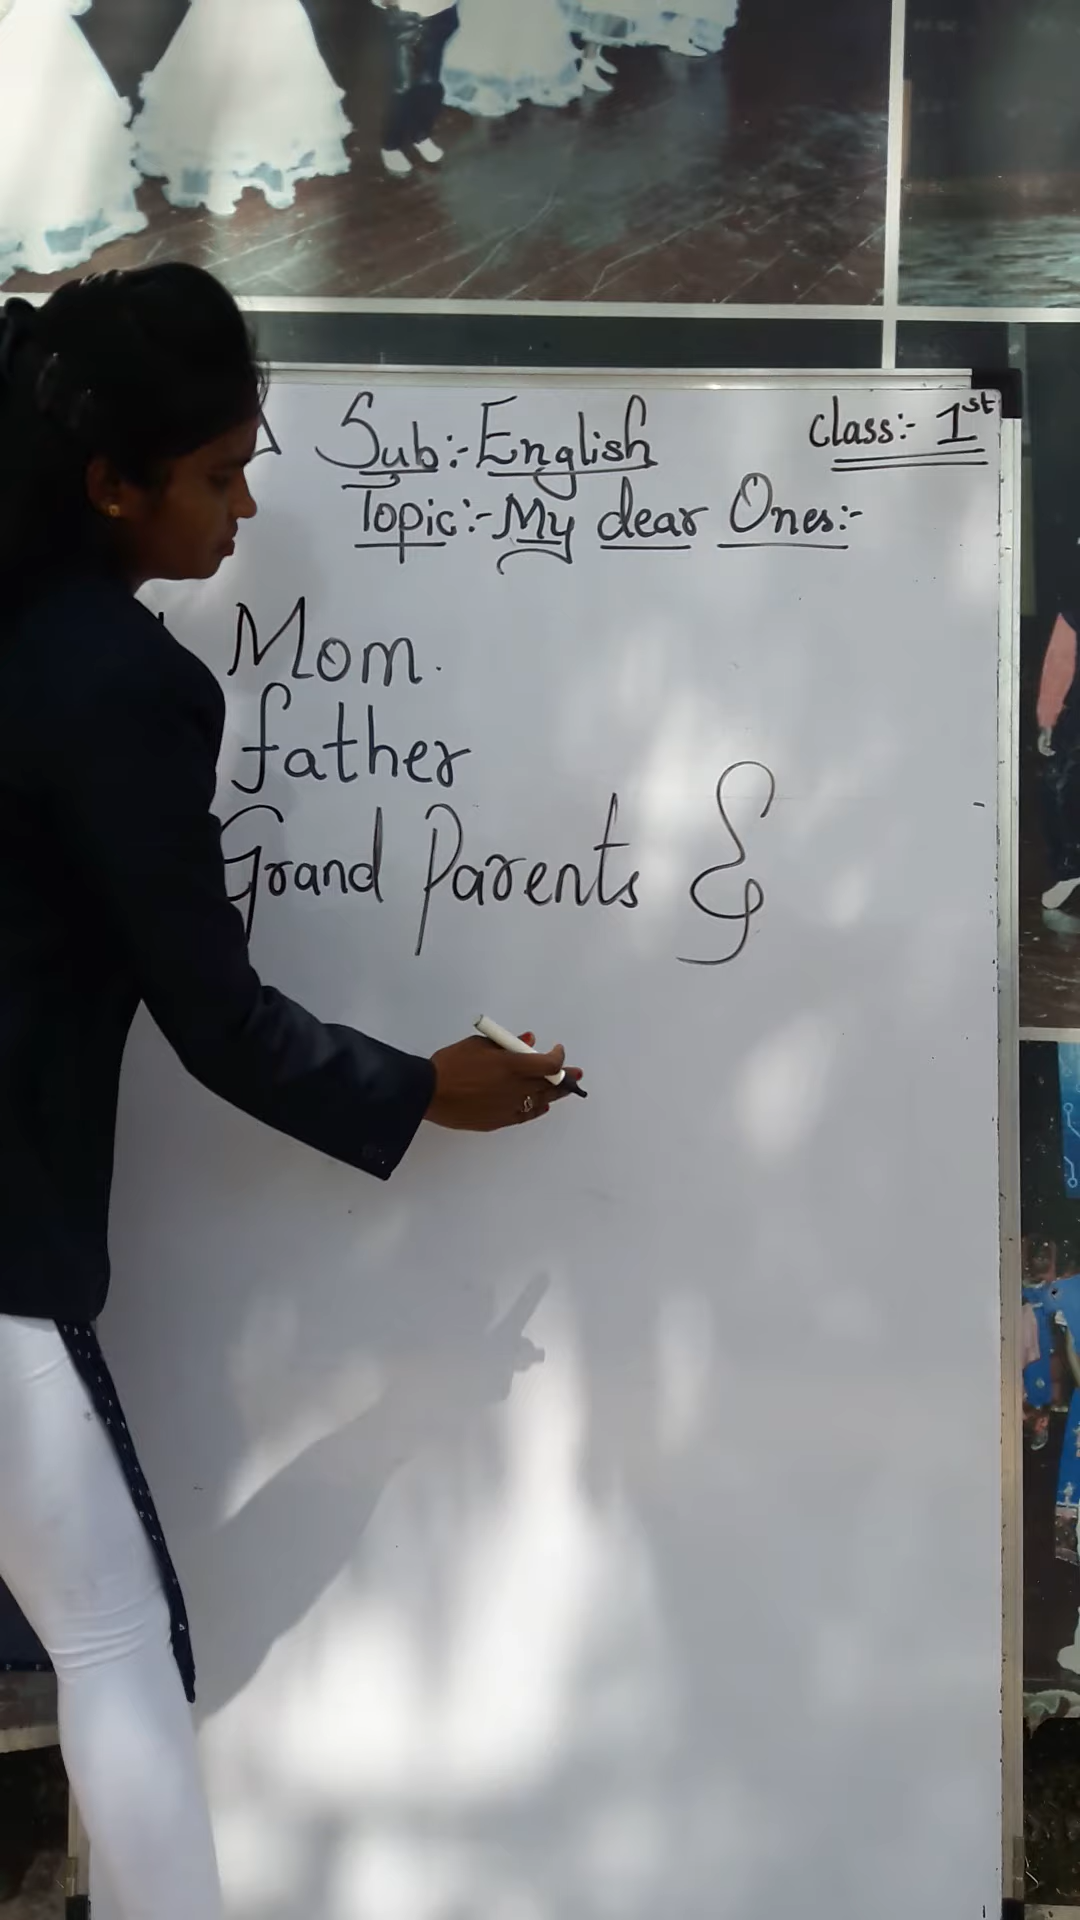 Sub:- English
Class:- 1st
Topic:- My dear Ones:-
Mom.
father
Grand Parents &